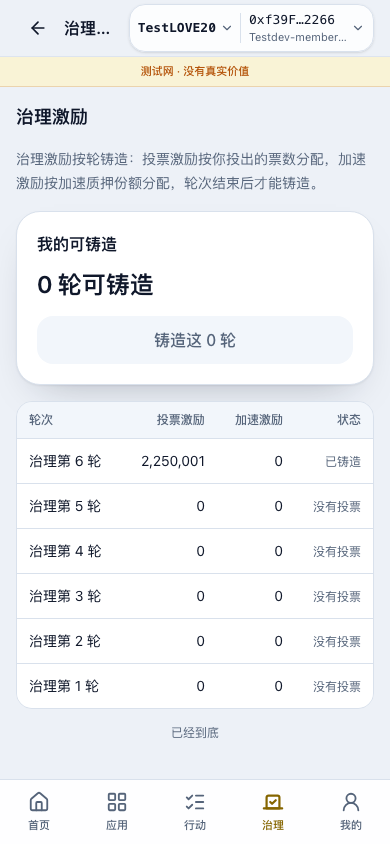 治理...
TestLOVE20
0xf39F…2266
Testdev-member...
测试网 · 没有真实价值
治理激励
治理激励按轮铸造：投票激励按你投出的票数分配，加速
激励按加速质押份额分配，轮次结束后才能铸造。
我的可铸造
0 轮可铸造
铸造这 0 轮
轮次 投票激励 加速激励 状态
治理第 6 轮 2,250,001 0 已铸造
治理第 5 轮 0 0 没有投票
治理第 4 轮 0 0 没有投票
治理第 3 轮 0 0 没有投票
治理第 2 轮 0 0 没有投票
治理第 1 轮 0 0 没有投票
已经到底
首页 应用 行动 治理 我的